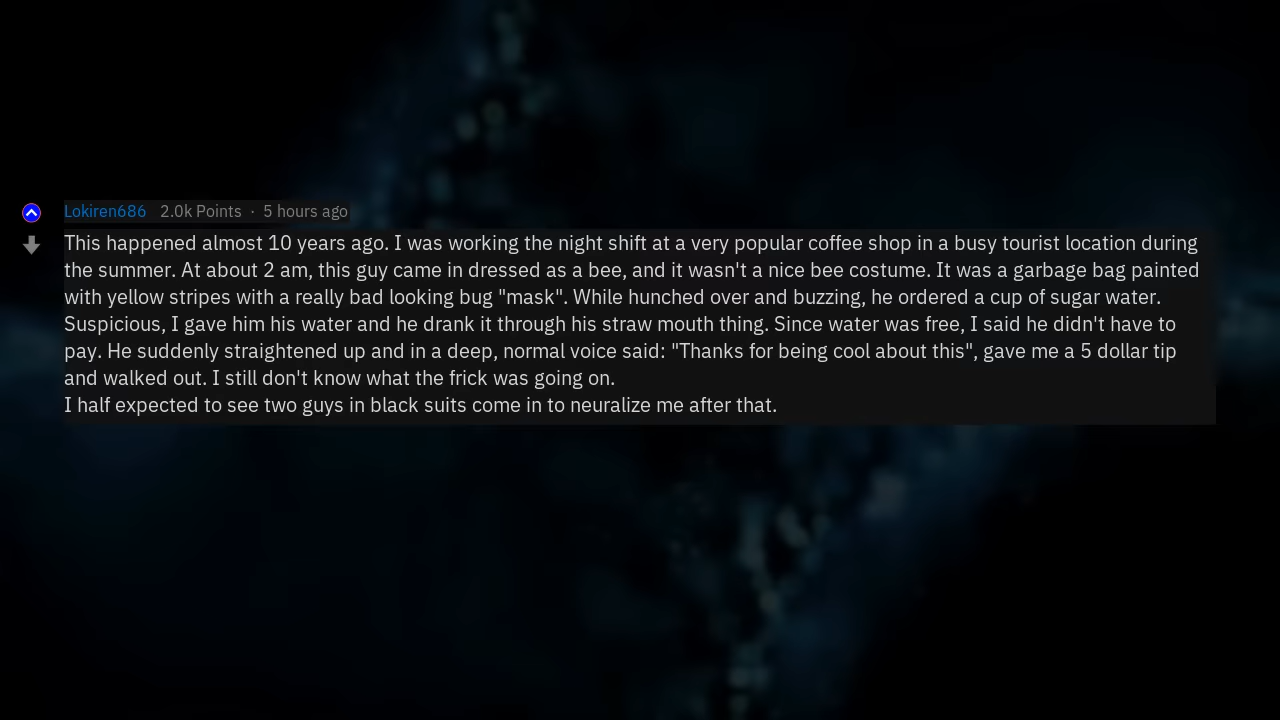 Lokiren686 2.0k Points · 5 hours ago
This happened almost 10 years ago. I was working the night shift at a very popular coffee shop in a busy tourist location during
the summer. At about 2 am, this guy came in dressed as a bee, and it wasn't a nice bee costume. It was a garbage bag painted
with yellow stripes with a really bad looking bug "mask". While hunched over and buzzing, he ordered a cup of sugar water.
Suspicious, I gave him his water and he drank it through his straw mouth thing. Since water was free, I said he didn't have to
pay. He suddenly straightened up and in a deep, normal voice said: "Thanks for being cool about this", gave me a 5 dollar tip
and walked out. I still don't know what the frick was going on.
I half expected to see two guys in black suits come in to neuralize me after that.